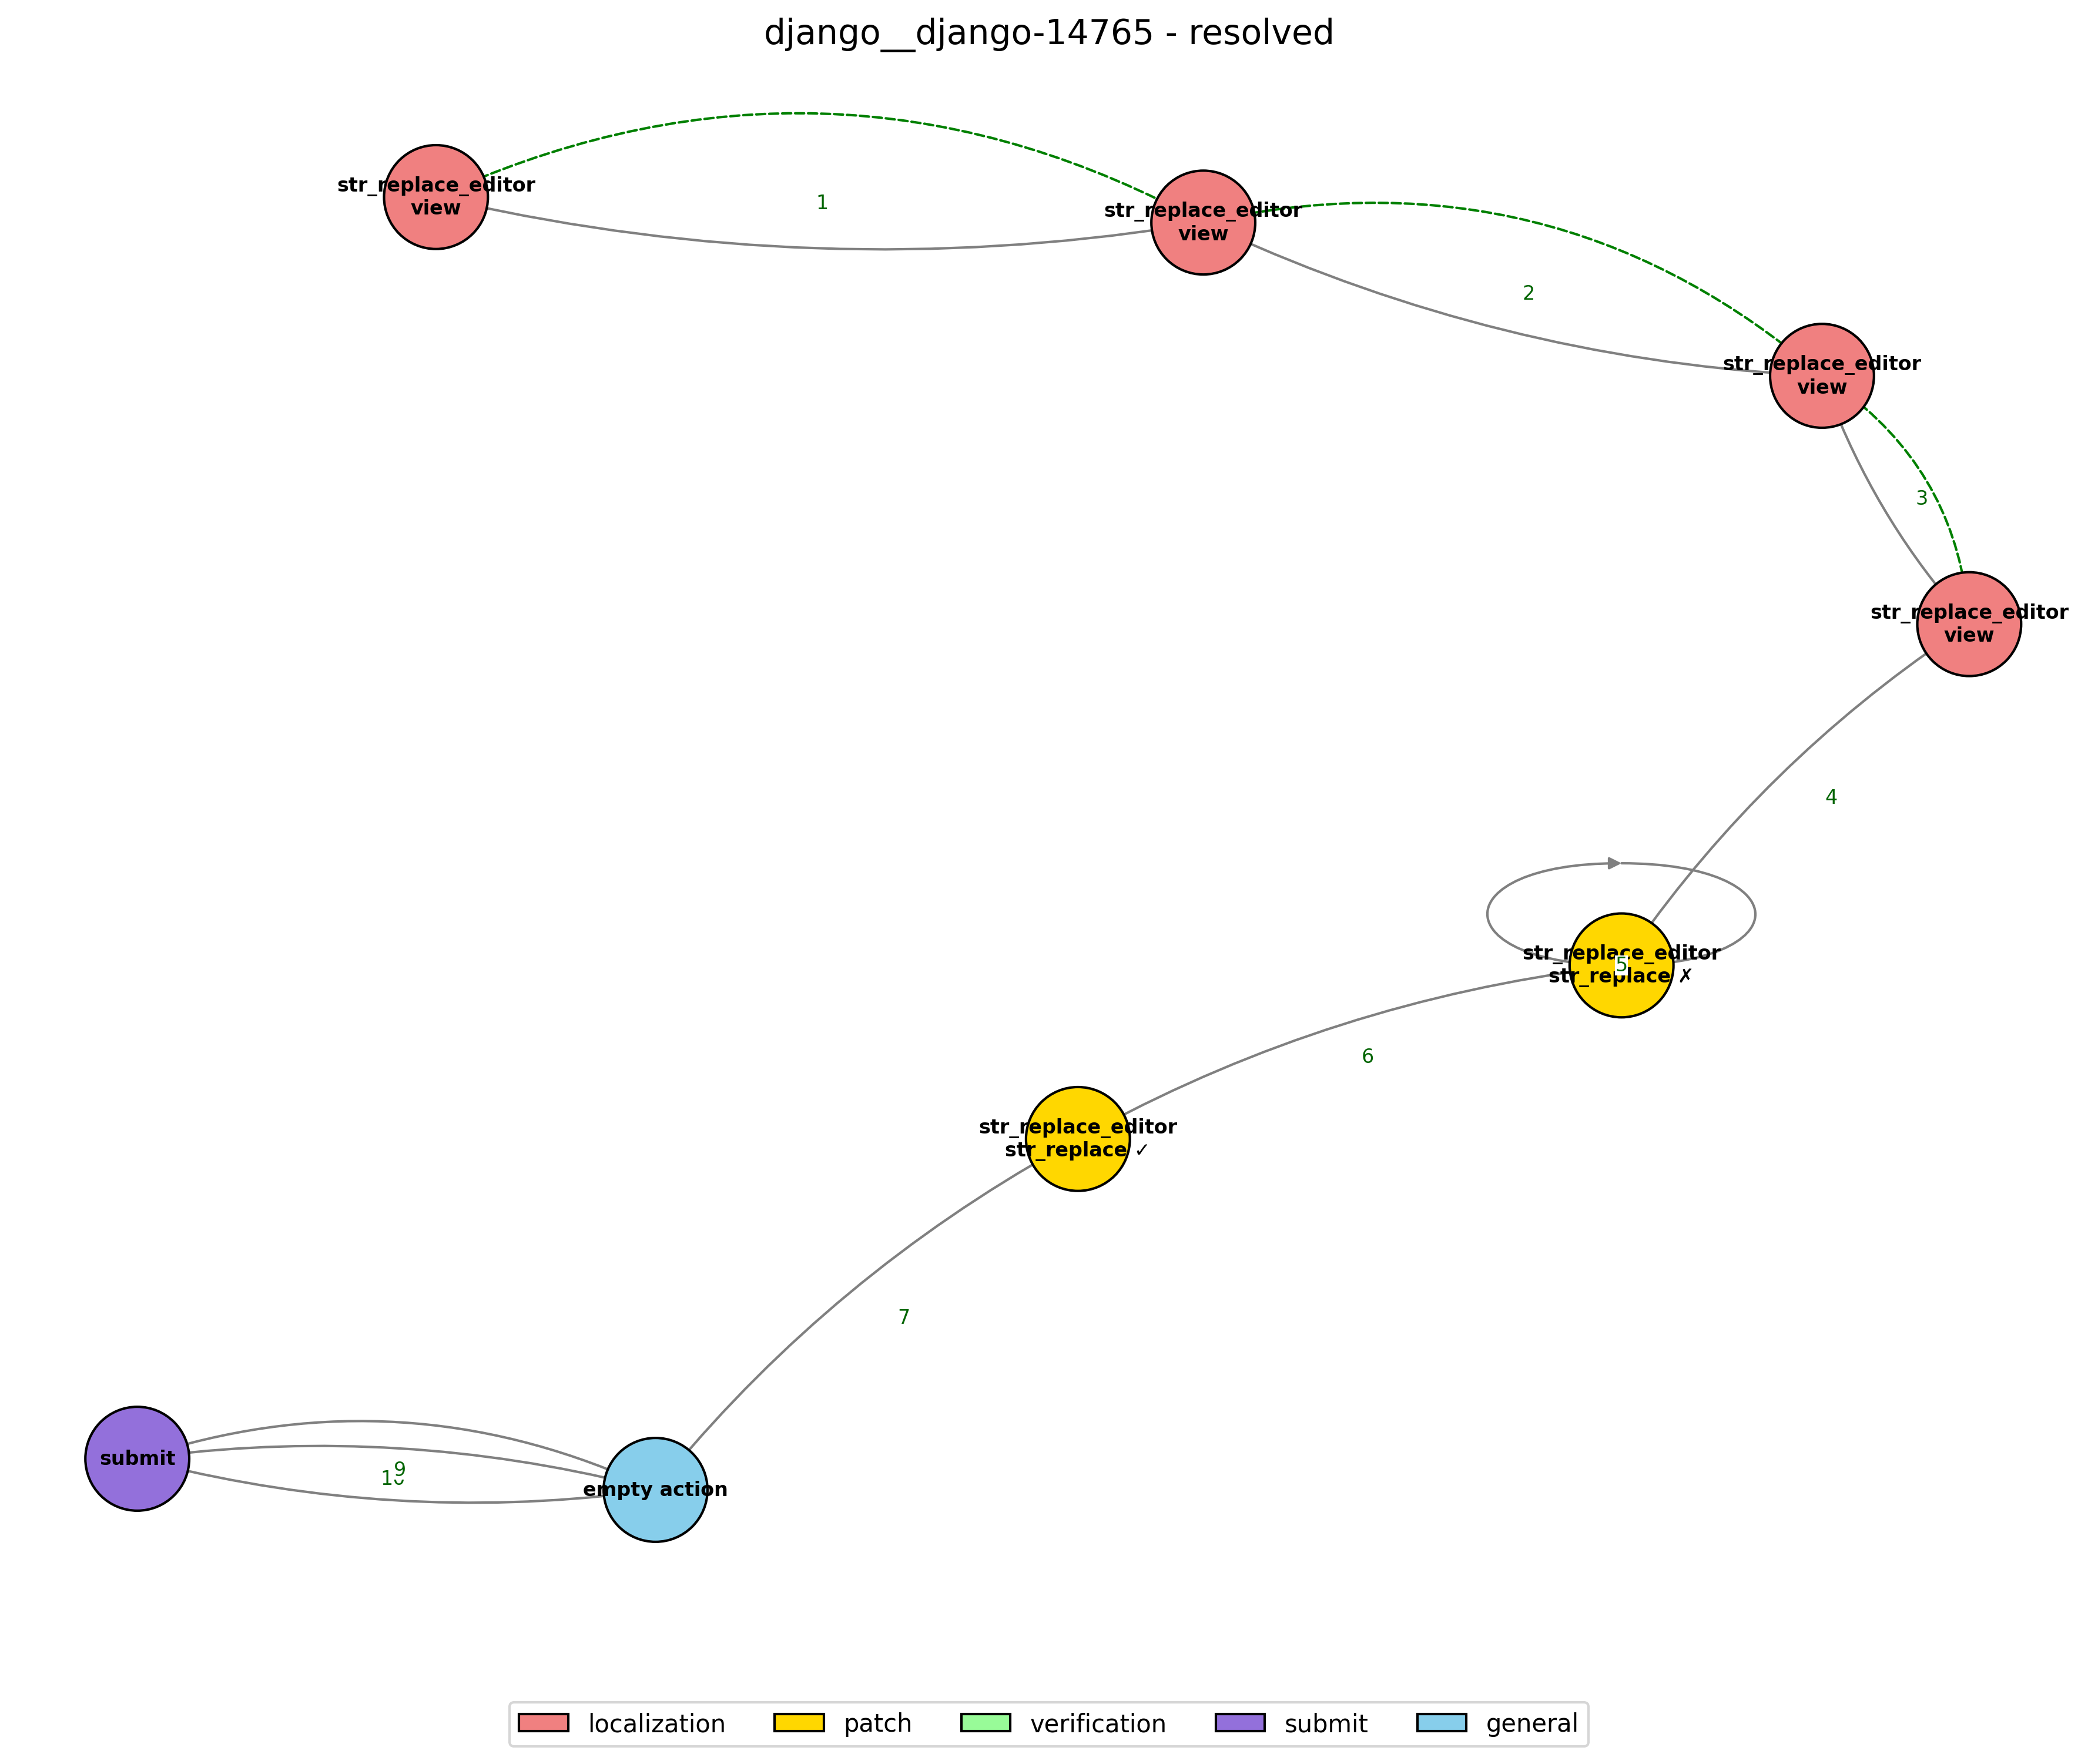 django__django-14765 - resolved
str_replace_editor
view
1
str_replace_editor
view
2
str_replace_editor
view
3
str_replace_editor
view
4
str_replace_editor
str_replace ✗
5
6
str_replace_editor
str_replace ✓
7
submit
9
10
empty action
localization
patch
verification
submit
general